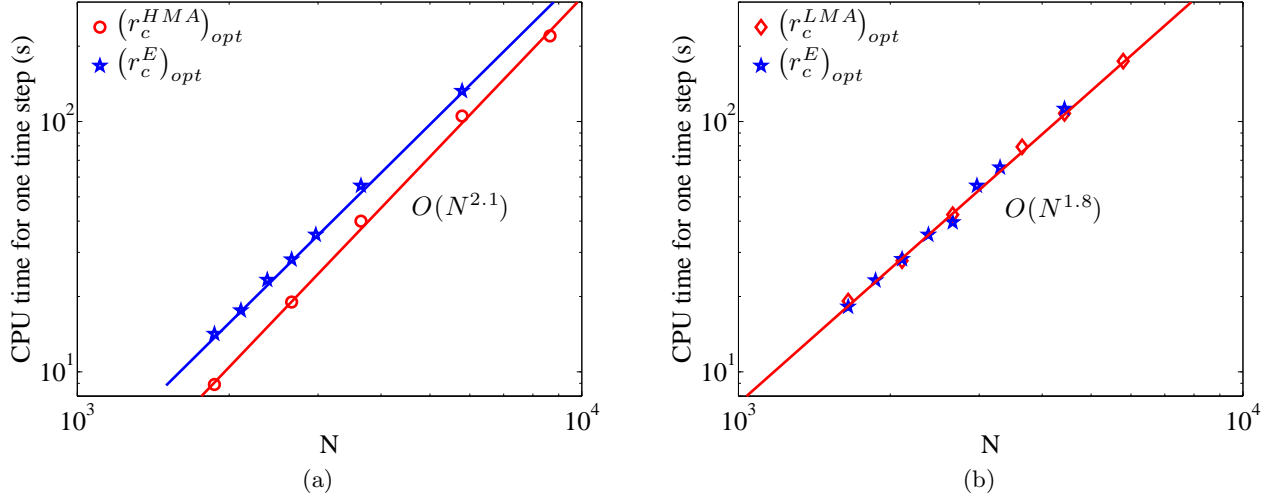 CPU time for one time step (s)
10^2
10^1
(r_c^{HMA})_{opt}
(r_c^E)_{opt}
O(N^{2.1})
10^3
10^4
N
(a)
CPU time for one time step (s)
10^2
10^1
(r_c^{LMA})_{opt}
(r_c^E)_{opt}
O(N^{1.8})
10^3
10^4
N
(b)